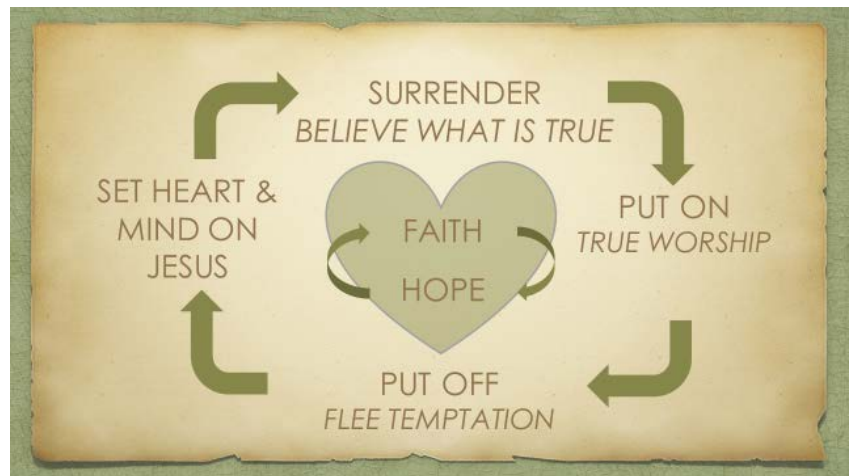 SURRENDER
BELIEVE WHAT IS TRUE
PUT ON
TRUE WORSHIP
PUT OFF
FLEE TEMPTATION
SET HEART &
MIND ON
JESUS
FAITH
HOPE